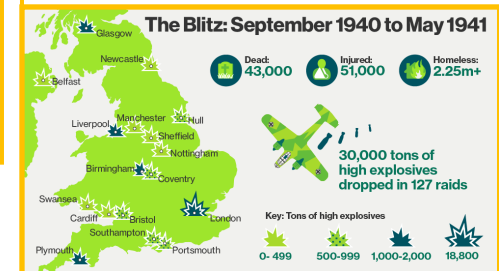 The Blitz: September 1940 to May 1941
Glasgow
Newcastle
Belfast
Dead:
43,000
Injured:
51,000
Homeless:
2.25m+
Manchester
Hull
Liverpool
Sheffield
Nottingham
Birmingham
Coventry
30,000 tons of
high explosives
dropped in 127 raids
Swansea
Cardiff
Bristol
London
Southampton
Portsmouth
Plymouth
Key: Tons of high explosives
0- 499
500-999
1,000-2,000
18,800